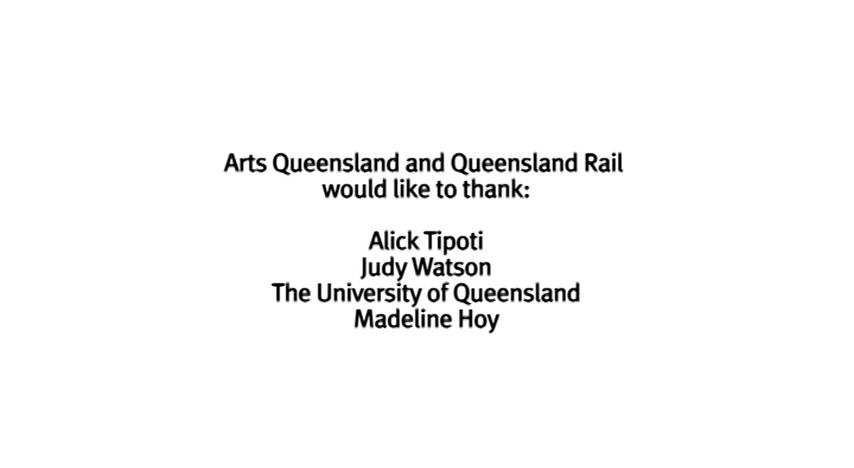 Arts Queensland and Queensland Rail
would like to thank:
Alick Tipoti
Judy Watson
The University of Queensland
Madeline Hoy